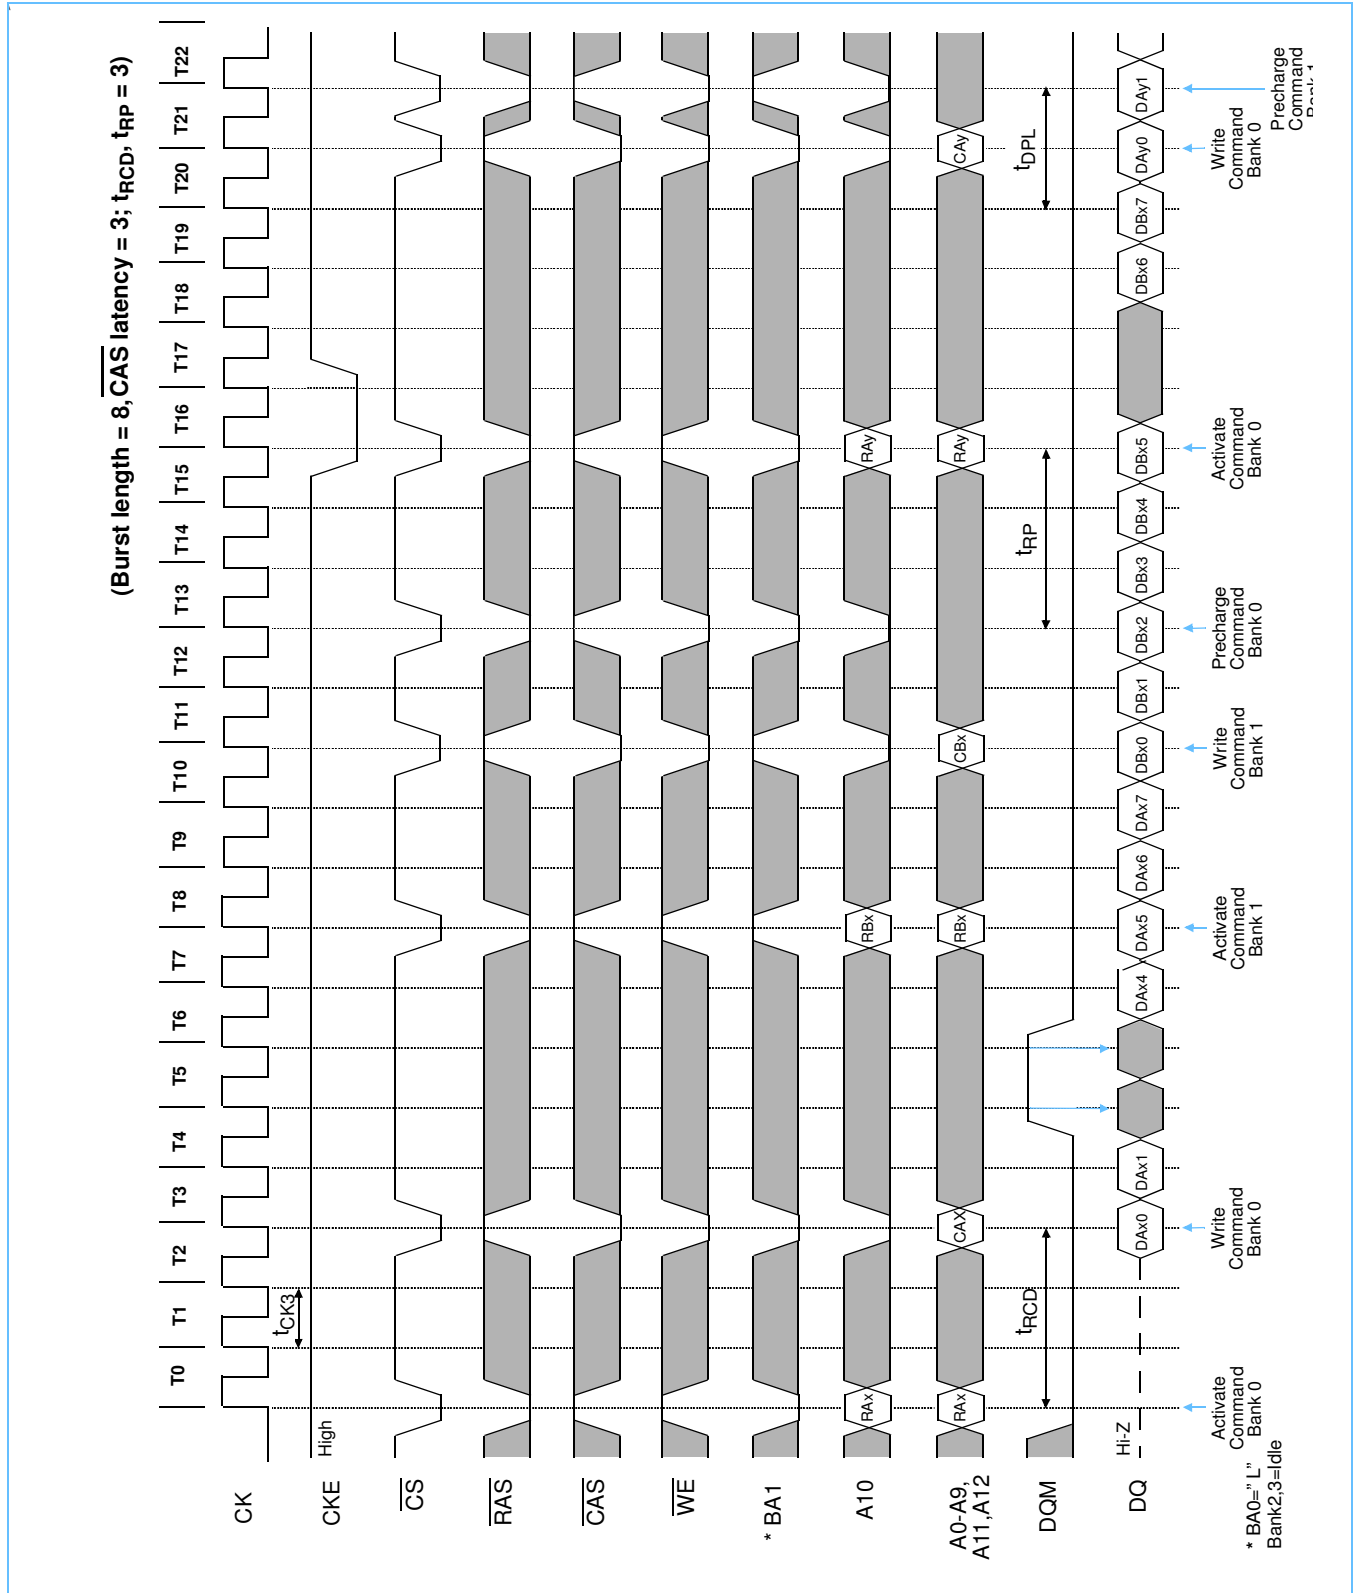 (Burst length = 8, CAS latency = 3; tRCD, tRP = 3)
T0 T1 T2 T3 T4 T5 T6 T7 T8 T9 T10 T11 T12 T13 T14 T15 T16 T17 T18 T19 T20 T21 T22
CK
tCK3
CKE
High
CS
RAS
CAS
WE
* BA1
A10
RAx RBx RAy
A0-A9,
A11,A12
RAx CAX RBx CBx RAy CAy
DQM
tRCD tRP tDPL
DQ
Hi-Z
DAx0 DAx1 DAx4 DAx5 DAx6 DAx7 DBx0 DBx1 DBx2 DBx3 DBx4 DBx5 DBx6 DBx7 DAy0 DAy1
Activate
Command
Bank 0
Write
Command
Bank 0
Activate
Command
Bank 1
Write
Command
Bank 1
Precharge
Command
Bank 0
Activate
Command
Bank 0
Write
Command
Bank 0
Precharge
Command
Bank 1
* BA0="L"
Bank2,3=Idle